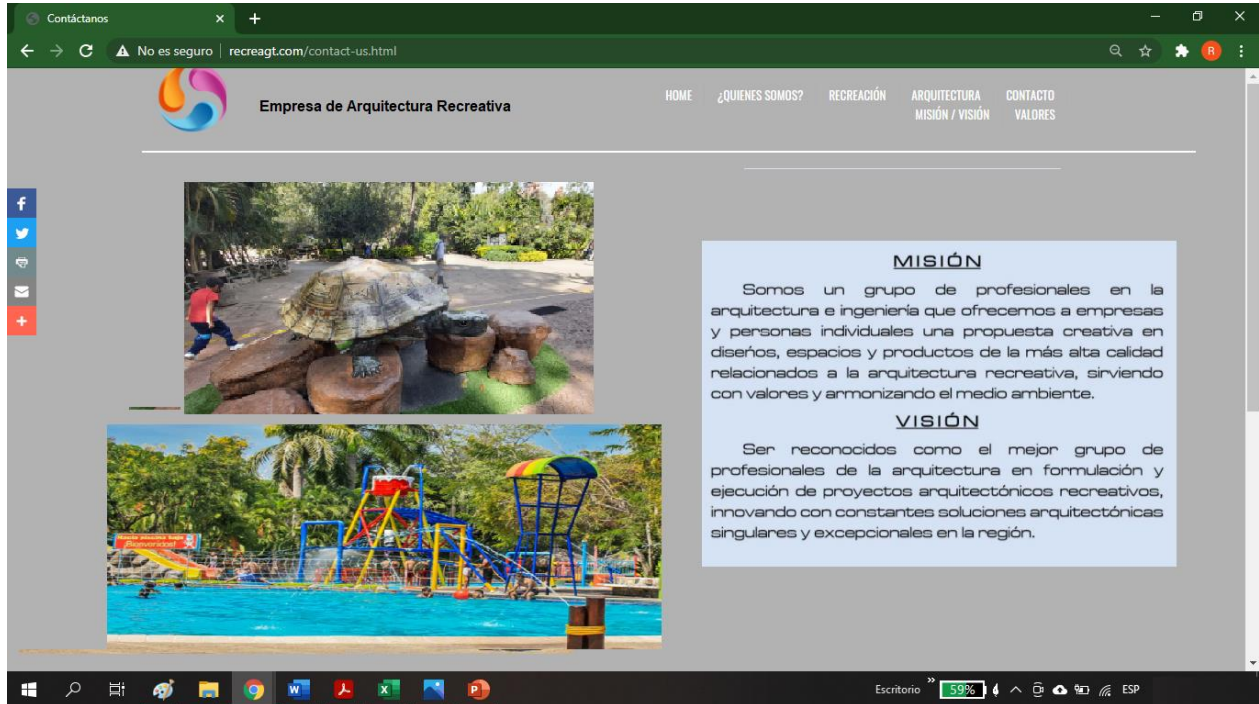 Contáctanos
No es seguro | recreagt.com/contact-us.html
R
Empresa de Arquitectura Recreativa
HOME ¿QUIENES SOMOS? RECREACIÓN ARQUITECTURA CONTACTO
MISIÓN / VISIÓN VALORES
MISIÓN
Somos un grupo de profesionales en la
arquitectura e ingeniería que ofrecemos a empresas
y personas individuales una propuesta creativa en
diseños, espacios y productos de la más alta calidad
relacionados a la arquitectura recreativa, sirviendo
con valores y armonizando el medio ambiente.
VISIÓN
Ser reconocidos como el mejor grupo de
profesionales de la arquitectura en formulación y
ejecución de proyectos arquitectónicos recreativos,
innovando con constantes soluciones arquitectónicas
singulares y excepcionales en la región.
¡Bienvenidos!
Escritorio 59% ESP